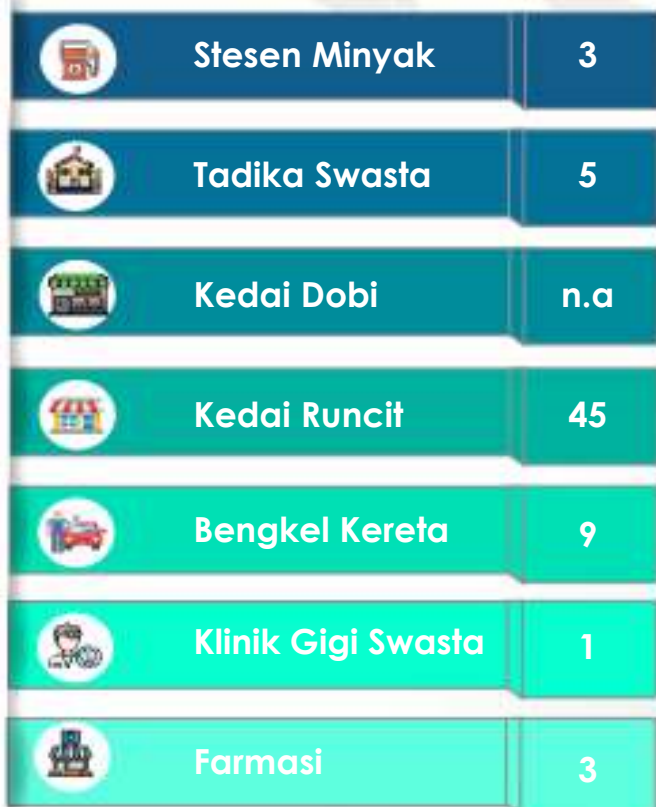 Stesen Minyak 3
Tadika Swasta 5
Kedai Dobi n.a
Kedai Runcit 45
Bengkel Kereta 9
Klinik Gigi Swasta 1
Farmasi 3